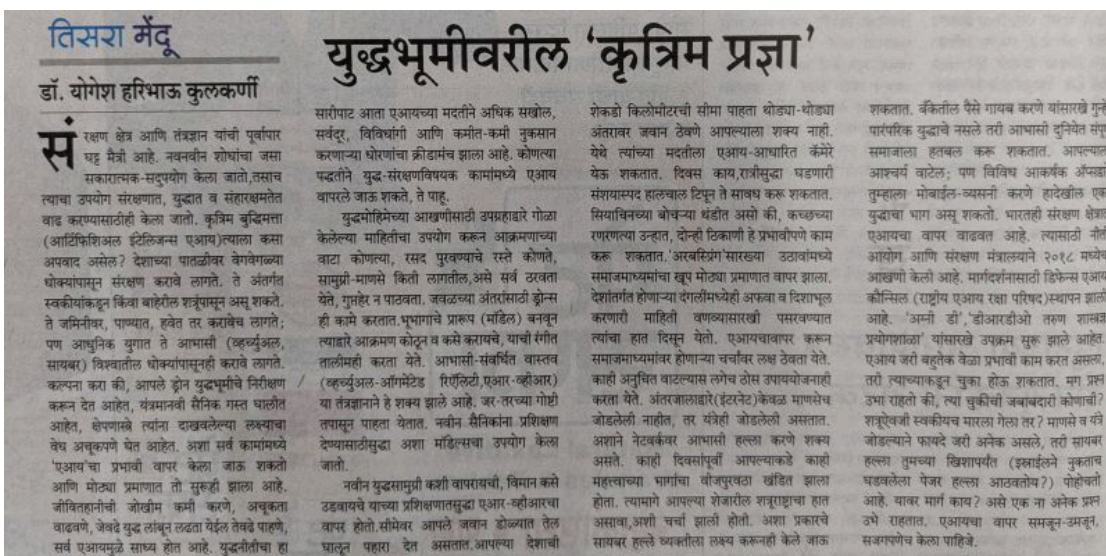 तिसरा मेंदू
युद्धभूमीवरील 'कृत्रिम प्रज्ञा'
डॉ. योगेश हरिभाऊ कुलकर्णी
संरक्षण क्षेत्र आणि तंत्रज्ञान यांची पूर्वापार
घट्ट मैत्री आहे. नवनवीन शोधांचा जसा
सकारात्मक-सदुपयोग केला जातो,तसाच
त्याचा उपयोग संरक्षणात, युद्धात व संहारक्षमतेत
वाढ करण्यासाठीही केला जातो. कृत्रिम बुद्धिमत्ता
(आर्टिफिशिअल इंटेलिजन्स एआय)त्याला कसा
अपवाद असेल? देशाच्या पातळीवर वेगवेगळ्या
धोक्यांपासून संरक्षण करावे लागते. ते अंतर्गत
स्वकीयांकडून किंवा बाहेरील शत्रूंपासून असू शकते.
ते जमिनीवर, पाण्यात, हवेत तर करावेच लागते;
पण आधुनिक युगात ते आभासी (व्हर्च्युअल,
सायबर) विश्वातील धोक्यांपासूनही करावे लागते.
कल्पना करा की, आपले ड्रोन युद्धभूमीचे निरीक्षण
करून देत आहेत, यंत्रमानवी सैनिक गस्त घालीत
आहेत, क्षेपणास्त्रे त्यांना दाखवलेल्या लक्ष्याचा
वेध अचूकपणे घेत आहेत. अशा सर्व कामांमध्ये
'एआय'चा प्रभावी वापर केला जाऊ शकतो
आणि मोठ्या प्रमाणात तो सुरूही झाला आहे.
जीवितहानीची जोखीम कमी करणे, अचूकता
वाढवणे, जेवढे युद्ध लांबून लढता येईल तेवढे पाहणे,
सर्व एआयमुळे साध्य होत आहे. युद्धनीतीचा हा
सारीपाट आता एआयच्या मदतीने अधिक सखोल,
सर्वदूर, विविधांगी आणि कमीत-कमी नुकसान
करणाऱ्या धोरणांचा क्रीडामंच झाला आहे. कोणत्या
पद्धतीने युद्ध-संरक्षणविषयक कामांमध्ये एआय
वापरले जाऊ शकते, ते पाहू.
युद्धमोहिमेच्या आखणीसाठी उपग्रहाद्वारे गोळा
केलेल्या माहितीचा उपयोग करून आक्रमणाच्या
वाटा कोणत्या, रसद पुरवण्याचे रस्ते कोणते,
सामुग्री-माणसे किती लागतील,असे सर्व ठरवता
येते, गुप्तहेर न पाठवता. जवळच्या अंतरांसाठी ड्रोन्स
ही कामे करतात.भूभागाचे प्रारूप (मॉडेल) बनवून
त्याद्वारे आक्रमण कोठून व कसे करायचे, याची रंगीत
तालीमही करता येते. आभासी-संवर्धित वास्तव
(व्हर्च्युअल-ऑगमेंटेड रिऍलिटी,एआर-व्हीआर)
या तंत्रज्ञानाने हे शक्य झाले आहे. जर-तरच्या गोष्टी
तपासून पाहता येतात. नवीन सैनिकांना प्रशिक्षण
देण्यासाठीसुद्धा अशा मॉडेल्सचा उपयोग केला
जातो.
नवीन युद्धसामुग्री कशी वापरायची, विमान कसे
उडवायचे याच्या प्रशिक्षणातसुद्धा एआर-व्हीआरचा
वापर होतो.सीमेवर आपले जवान डोळ्यात तेल
घालून पहारा देत असतात.आपल्या देशाची
शेकडो किलोमीटरची सीमा पाहता थोड्या-थोड्या
अंतरावर जवान ठेवणे आपल्याला शक्य नाही.
येथे त्यांच्या मदतीला एआय-आधारित कॅमेरे
येऊ शकतात. दिवस काय,रात्रीसुद्धा घडणारी
संशयास्पद हालचाल टिपून ते सावध करू शकतात.
सियाचिनच्या बोचऱ्या थंडीत असो की, कच्छच्या
रणरणत्या उन्हात, दोन्ही ठिकाणी हे प्रभावीपणे काम
करू शकतात.'अरबस्प्रिंग'सारख्या उठावांमध्ये
समाजमाध्यमांचा खूप मोठ्या प्रमाणात वापर झाला.
देशांतर्गत होणाऱ्या दंगलीमध्येही अफवा व दिशाभूल
करणारी माहिती वणव्यासारखी पसरवण्यात
त्यांचा हात दिसून येतो. एआयचावापर करून
समाजमाध्यमांवर होणाऱ्या चर्चांवर लक्ष ठेवता येते.
काही अनुचित वाटल्यास लगेच ठोस उपाययोजनाही
करता येते. अंतरजालाद्वारे(इंटरनेट)केवळ माणसेच
जोडलेली नाहीत, तर यंत्रेही जोडलेली असतात.
अशाने नेटवर्कवर आभासी हल्ला करणे शक्य
असते. काही दिवसांपूर्वी आपल्याकडे काही
महत्त्वाच्या भागांचा वीजपुरवठा खंडित झाला
होता. त्यामागे आपल्या शेजारील शत्रूराष्ट्राचा हात
असावा,अशी चर्चा झाली होती. अशा प्रकारचे
सायबर हल्ले व्यक्तीला लक्ष्य करूनही केले जाऊ
शकतात. बँकेतील पैसे गायब करणे यांसारखे गुन्हे
पारंपरिक युद्धाचे नसले तरी आभासी दुनियेत संपूर्
समाजाला हतबल करू शकतात. आपल्याल
आश्चर्य वाटेल; पण विविध आकर्षक ॲप्सद्वा
तुम्हाला मोबाईल-व्यसनी करणे हादेखील एक
युद्धाचा भाग असू शकतो. भारतही संरक्षण क्षेत्रात
एआयचा वापर वाढवत आहे. त्यासाठी नीती
आयोग आणि संरक्षण मंत्रालयाने २०१८ मध्येच
आखणी केली आहे. मार्गदर्शनासाठी डिफेन्स एआय
कौन्सिल (राष्ट्रीय एआय रक्षा परिषद)स्थापन झाली
आहे. 'अग्नी डी','डीआरडीओ तरुण शास्त्रज्ञ
प्रयोगशाळा' यांसारखे उपक्रम सुरू झाले आहेत.
एआय जरी बहुतेक वेळा प्रभावी काम करत असला,
तरी त्याच्याकडून चुका होऊ शकतात. मग प्रश्न
उभा राहतो की, त्या चुकीची जबाबदारी कोणाची?
शत्रूऐवजी स्वकीयच मारला गेला तर? माणसे व यंत्रे
जोडल्याने फायदे जरी अनेक असले, तरी सायबर
हल्ला तुमच्या खिशापर्यंत (इस्राईलने नुकताच
घडवलेला पेजर हल्ला आठवतोय?) पोहोचतो
आहे. यावर मार्ग काय? असे एक ना अनेक प्रश्न
उभे राहतात. एआयचा वापर समजून-उमजून,
सजगपणेच केला पाहिजे.